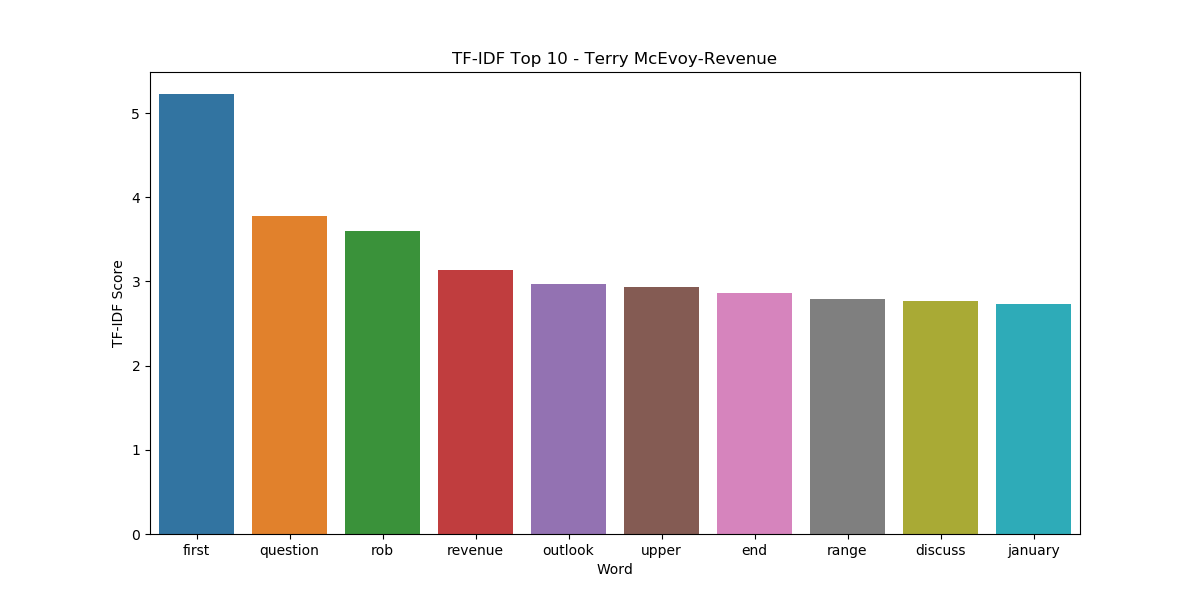 TF-IDF Top 10 - Terry McEvoy-Revenue
TF-IDF Score
5
4
3
2
1
0
first question rob revenue outlook upper end range discuss january
Word